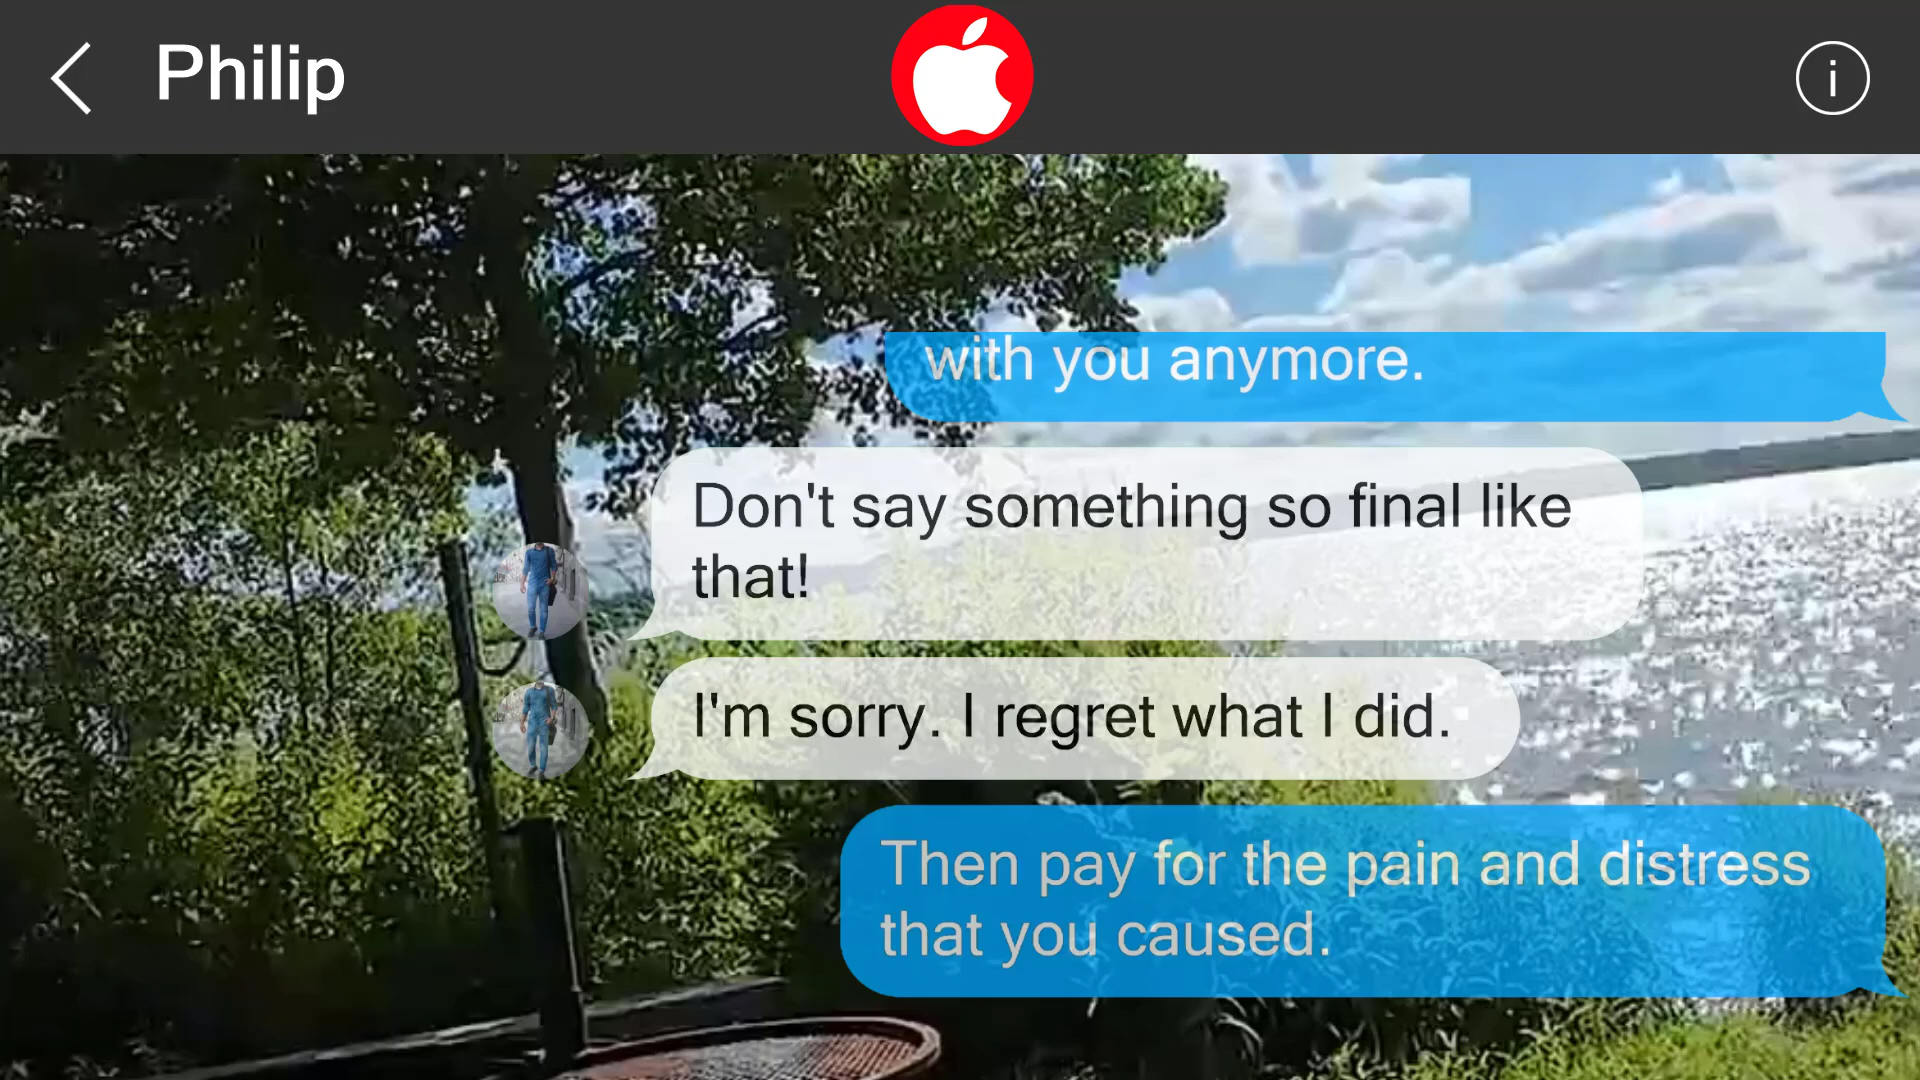 Philip
i
with you anymore.
Don't say something so final like
that!
I'm sorry. I regret what I did.
Then pay for the pain and distress
that you caused.